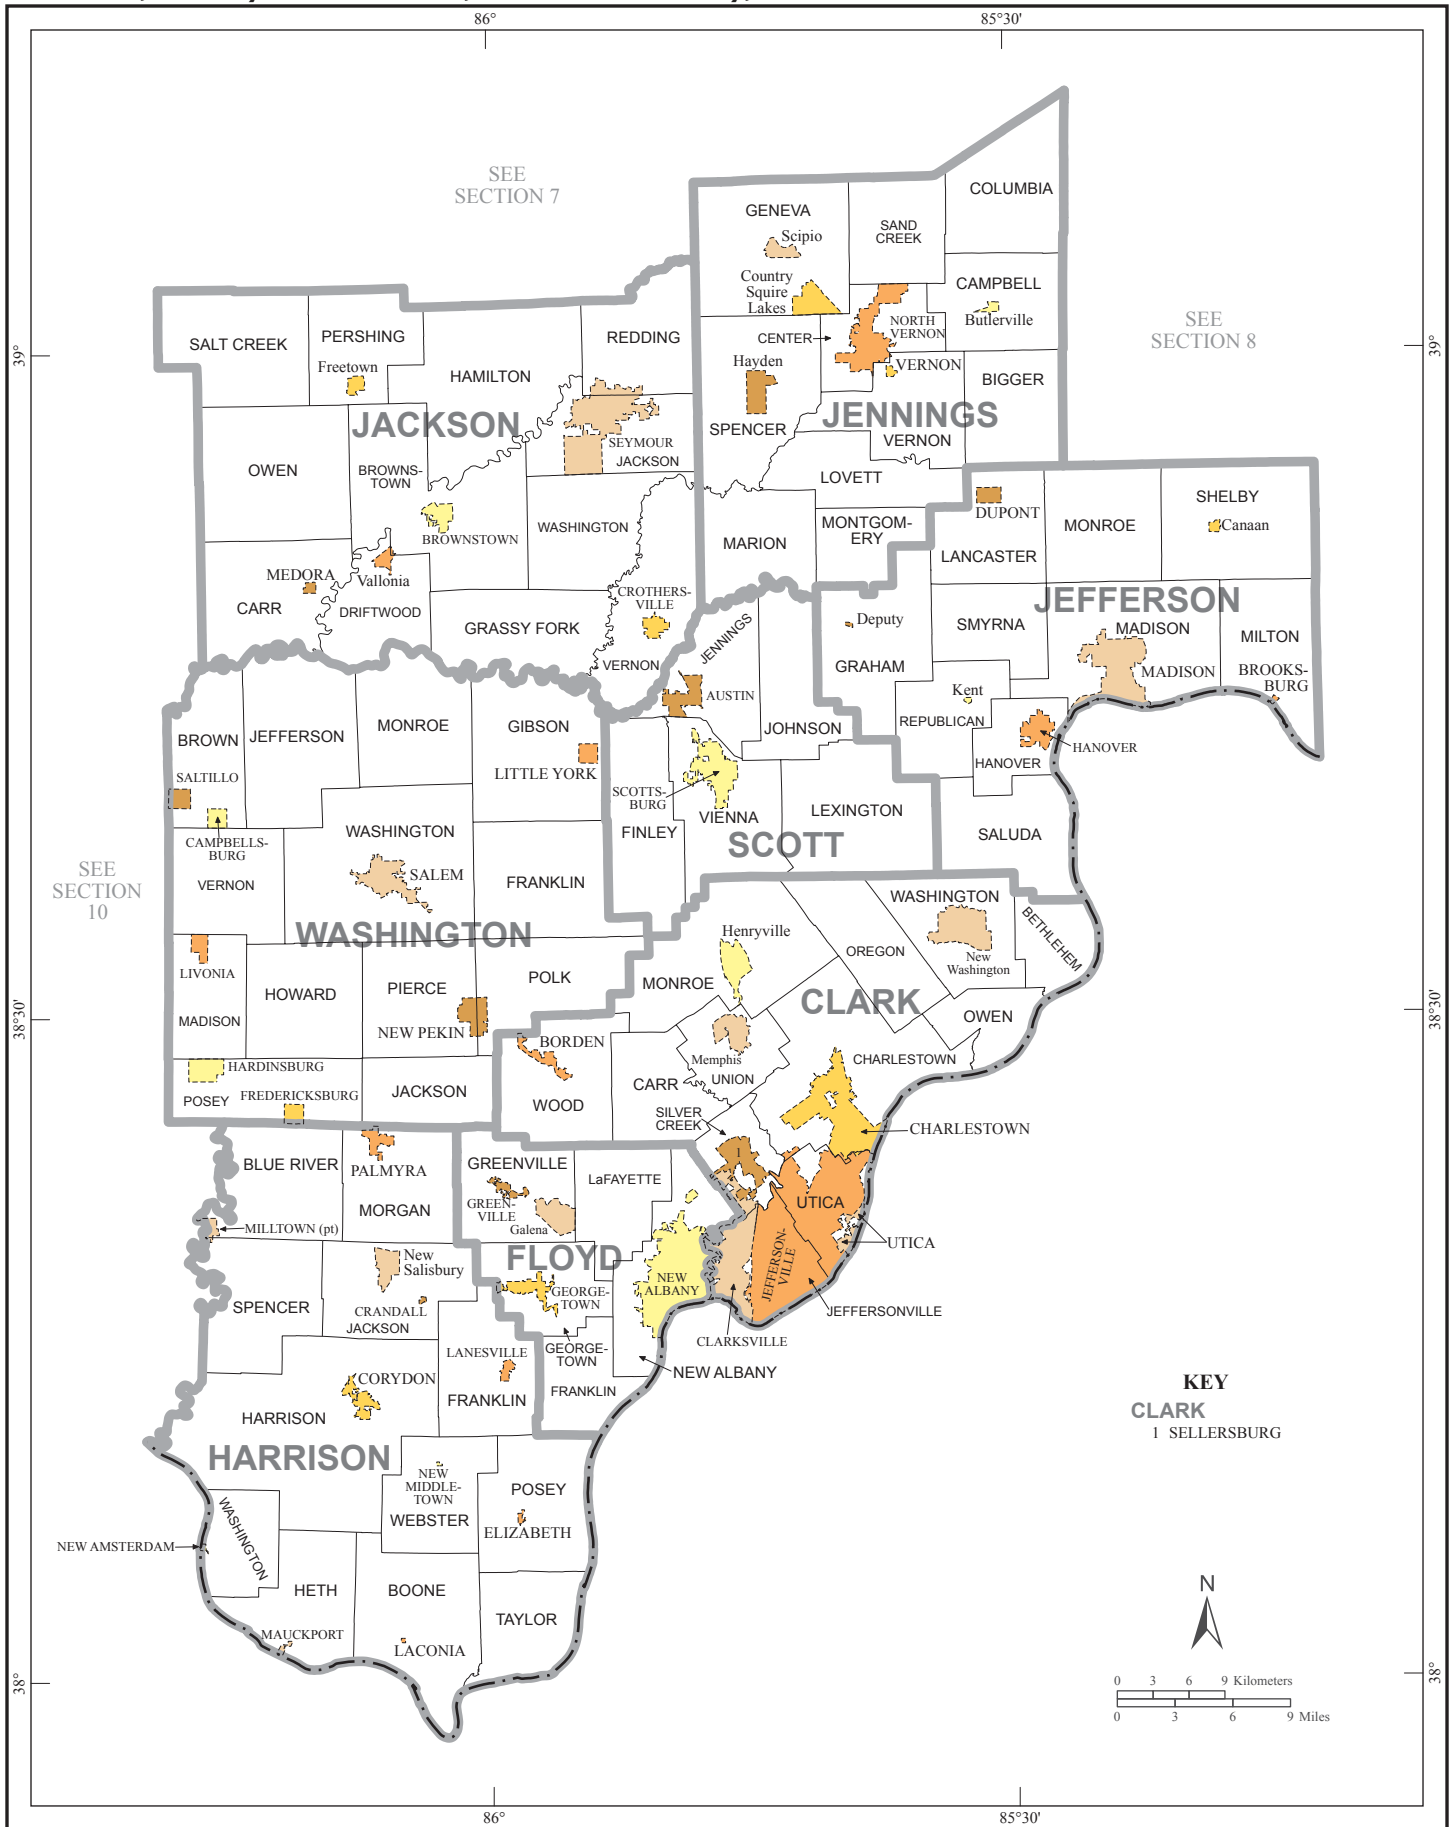 86°
85°30'
SEE
SECTION 7
COLUMBIA
GENEVA
SAND
CREEK
Scipio
Country
Squire
Lakes
CAMPBELL
Butlerville
SEE
SECTION 8
NORTH
VERNON
CENTER
39°
39°
SALT CREEK
PERSHING
Freetown
REDDING
HAMILTON
Hayden
VERNON
BIGGER
JACKSON
JENNINGS
SPENCER
VERNON
SEYMOUR
JACKSON
OWEN
BROWNS-
TOWN
LOVETT
SHELBY
DUPONT
Canaan
MONROE
BROWNSTOWN
WASHINGTON
MARION
MONTGOM-
ERY
LANCASTER
MEDORA
Vallonia
CARR
DRIFTWOOD
CROTHERS-
VILLE
GRASSY FORK
VERNON
JENNINGS
Deputy
SMYRNA
JEFFERSON
MADISON
MILTON
GRAHAM
MADISON
BROOKS-
BURG
AUSTIN
Kent
REPUBLICAN
JOHNSON
HANOVER
HANOVER
BROWN
JEFFERSON
MONROE
GIBSON
SALTILLO
LITTLE YORK
SCOTTS-
BURG
VIENNA
LEXINGTON
FINLEY
SCOTT
SALUDA
WASHINGTON
CAMPBELLS-
BURG
SEE
SECTION
10
VERNON
SALEM
FRANKLIN
WASHINGTON
WASHINGTON
BETHLEHEM
Henryville
OREGON
New
Washington
LIVONIA
POLK
MONROE
CLARK
HOWARD
PIERCE
38°30'
38°30'
MADISON
NEW PEKIN
OWEN
BORDEN
Memphis
UNION
CHARLESTOWN
HARDINSBURG
POSEY
FREDERICKSBURG
JACKSON
WOOD
CARR
SILVER
CREEK
CHARLESTOWN
BLUE RIVER
PALMYRA
GREENVILLE
LaFAYETTE
1
MORGAN
GREEN-
VILLE
Galena
UTICA
MILLTOWN (pt)
UTICA
New
Salisbury
FLOYD
JEFFERSON-
VILLE
NEW
ALBANY
GEORGE-
TOWN
SPENCER
CRANDALL
JACKSON
JEFFERSONVILLE
CLARKSVILLE
LANESVILLE
GEORGE-
TOWN
NEW ALBANY
CORYDON
FRANKLIN
FRANKLIN
HARRISON
HARRISON
KEY
CLARK
1 SELLERSBURG
NEW
MIDDLE-
TOWN
WEBSTER
POSEY
ELIZABETH
WASHINGTON
NEW AMSTERDAM
HETH
BOONE
TAYLOR
N
MAUCKPORT
LACONIA
38°
38°
0 3 6 9 Kilometers
0 3 6 9 Miles
86°
85°30'